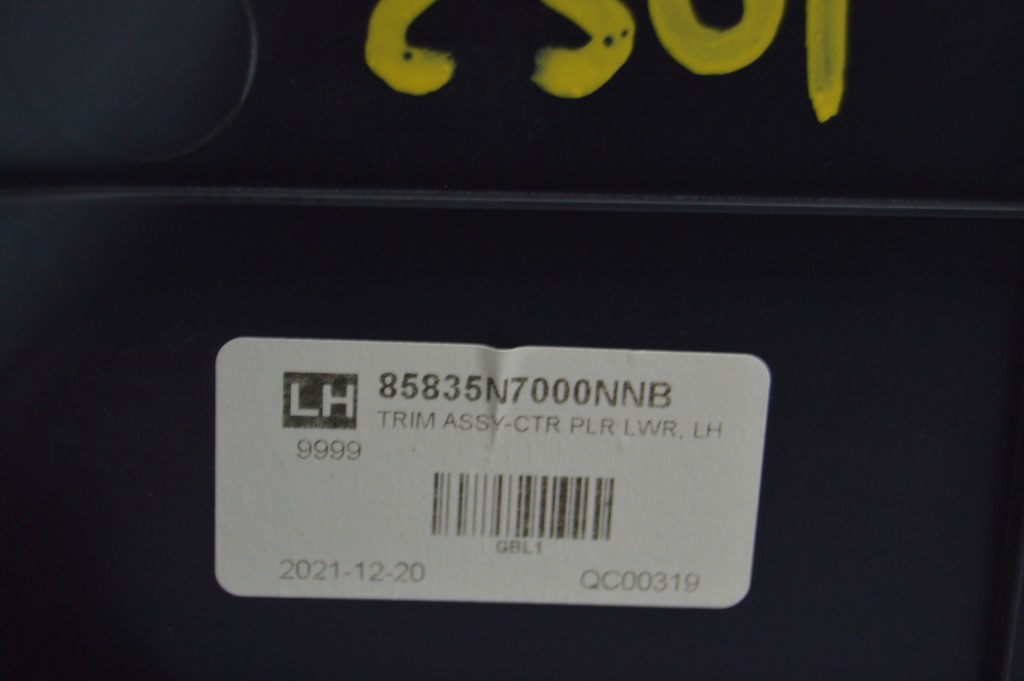 LH 85835N7000NNB
TRIM ASSY-CTR PLR LWR, LH
9999
GBL1
2021-12-20 QC00319